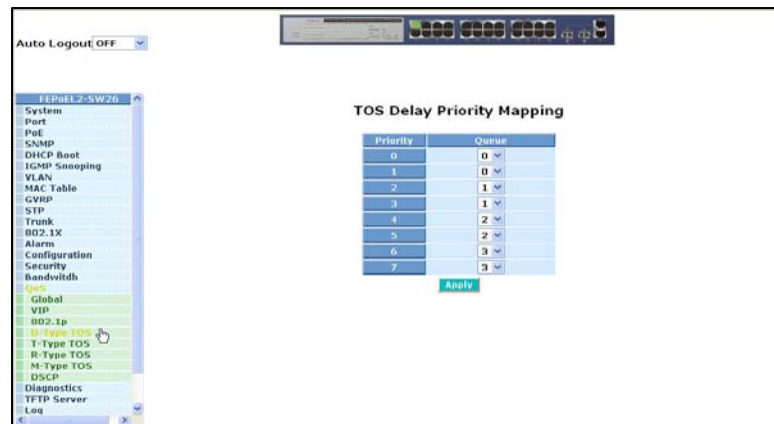 Auto Logout OFF
FEPoEL2-SW26
System
Port
PoE
SNMP
DHCP Boot
IGMP Snooping
VLAN
MAC Table
GVRP
STP
Trunk
802.1X
Alarm
Configuration
Security
Bandwitdh
QoS
Global
VIP
802.1p
D-Type TOS
T-Type TOS
R-Type TOS
M-Type TOS
DSCP
Diagnostics
TFTP Server
Log
TOS Delay Priority Mapping
Priority Queue
0 0
1 0
2 1
3 1
4 2
5 2
6 3
7 3
Apply